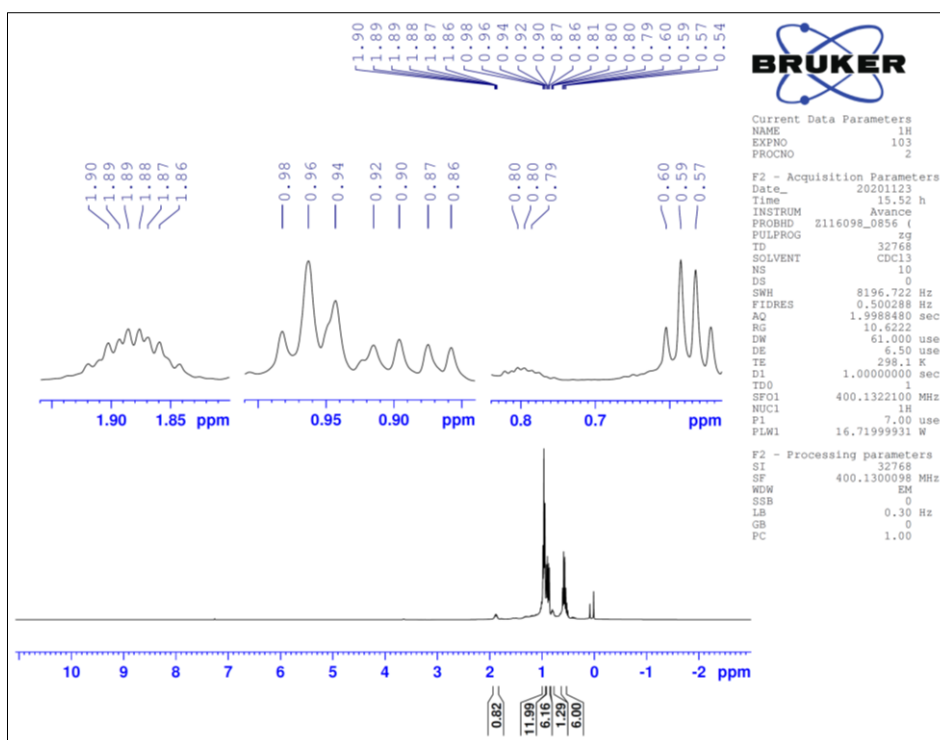 1.90 1.89 1.89 1.88 1.87 1.86 0.98 0.96 0.94 0.92 0.90 0.87 0.86 0.81 0.80 0.80 0.79 0.60 0.59 0.57 0.54
BRUKER
Current Data Parameters
NAME 1H
EXPNO 103
PROCNO 2
F2 - Acquisition Parameters
Date_ 20201123
Time 15.52 h
INSTRUM Avance
PROBHD Z116098_0856 (
PULPROG zg
TD 32768
SOLVENT CDCl3
NS 10
DS 0
SWH 8196.722 Hz
FIDRES 0.500288 Hz
AQ 1.9988480 sec
RG 10.6222
DW 61.000 use
DE 6.50 use
TE 298.1 K
D1 1.00000000 sec
TD0 1
SFO1 400.1322100 MHz
NUC1 1H
P1 7.00 use
PLW1 16.71999931 W
F2 - Processing parameters
SI 32768
SF 400.1300098 MHz
WDW EM
SSB 0
LB 0.30 Hz
GB 0
PC 1.00
1.90 1.89 1.89 1.88 1.87 1.86
0.98 0.96 0.94 0.92 0.90 0.87 0.86
0.80 0.80 0.79 0.60 0.59 0.57
1.90 1.85 ppm
0.95 0.90 ppm
0.8 0.7 ppm
10 9 8 7 6 5 4 3 2 1 0 -1 -2 ppm
0.82 11.99 6.16 1.29 6.00